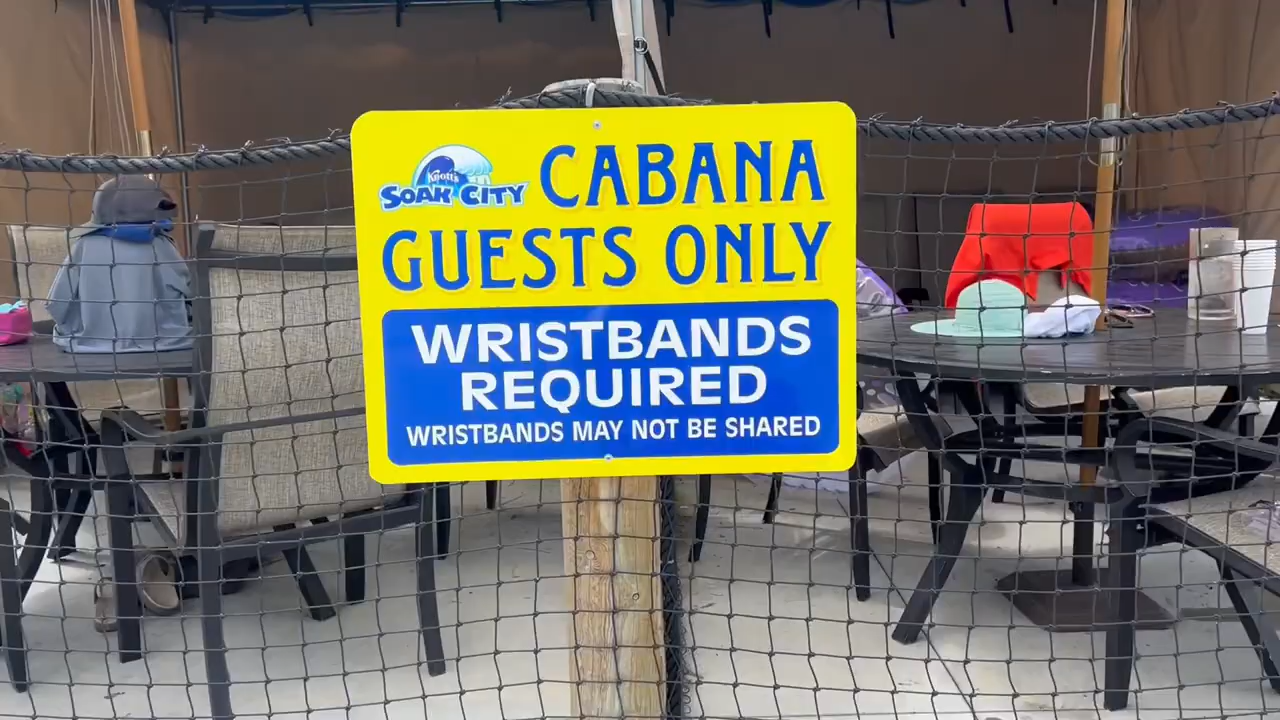 Knott's
SOAK CITY
CABANA
GUESTS ONLY
WRISTBANDS
REQUIRED
WRISTBANDS MAY NOT BE SHARED